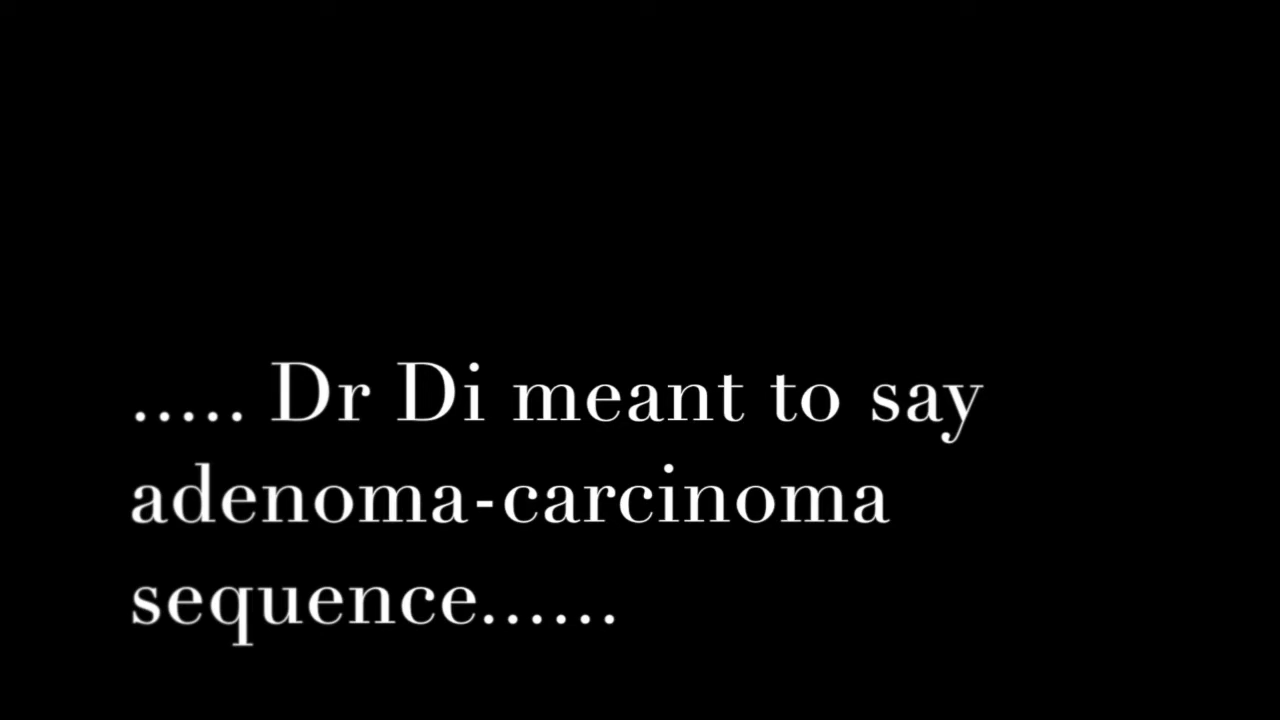 ..... Dr Di meant to say
adenoma-carcinoma
sequence......